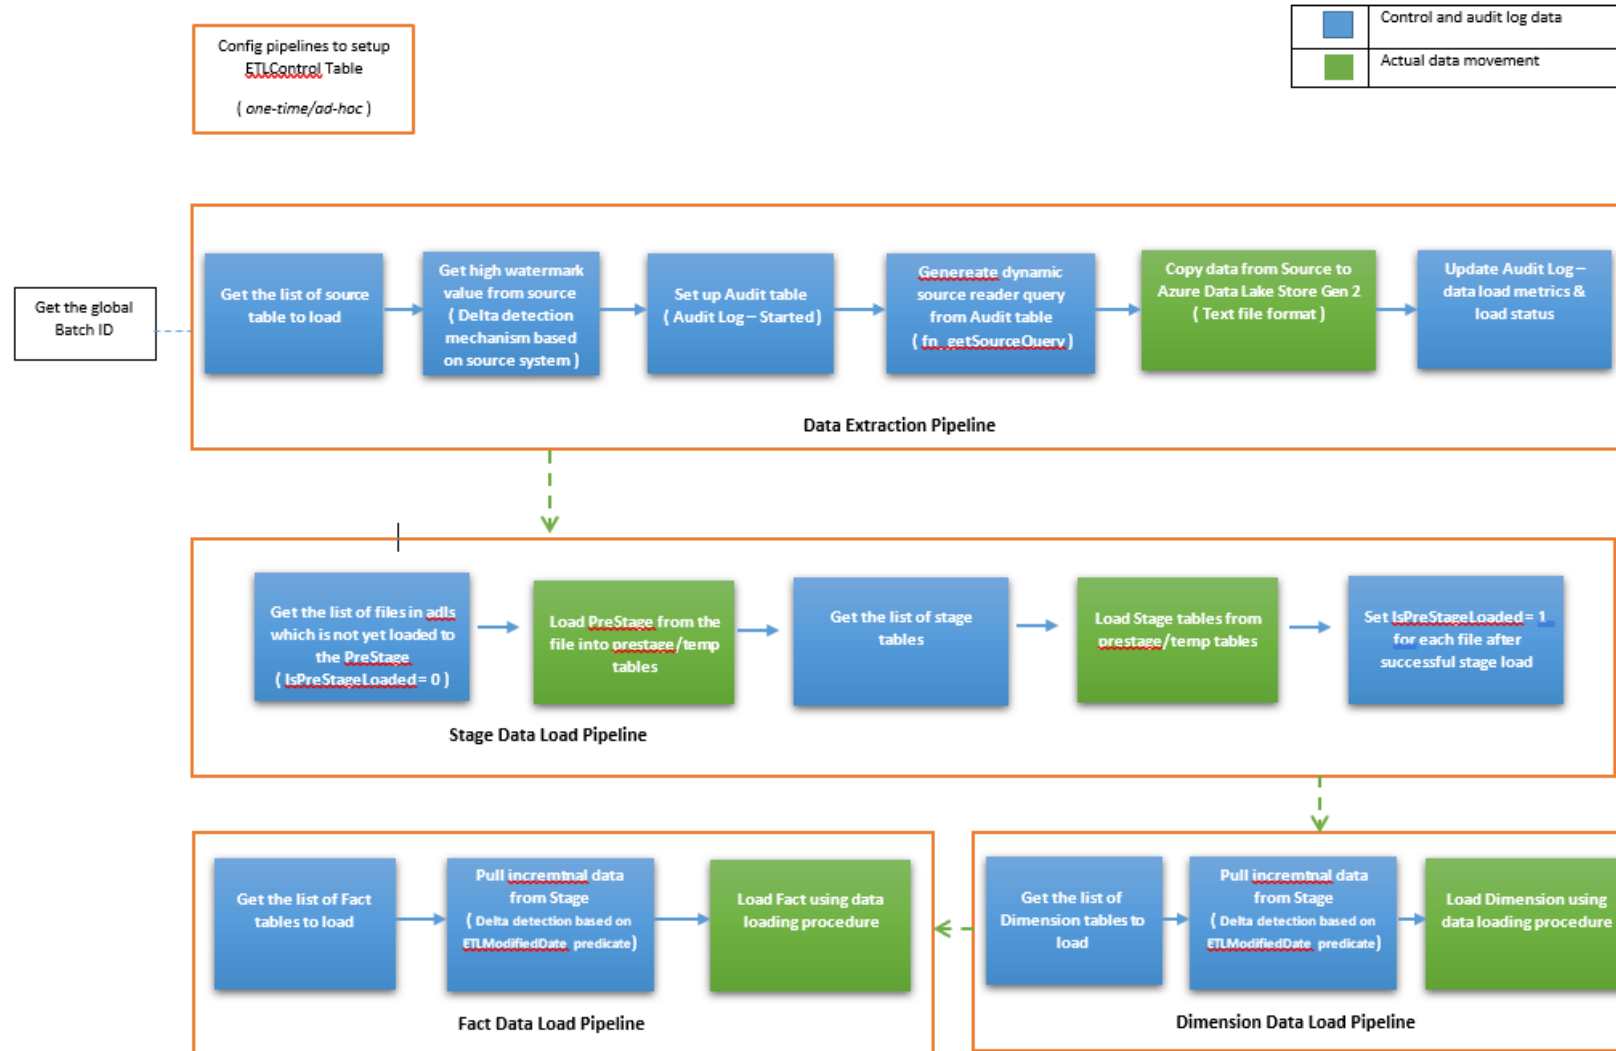 Config pipelines to setup
ETLControl Table
( one-time/ad-hoc )
Control and audit log data
Actual data movement
Get the global
Batch ID
Get the list of source
table to load
Get high watermark
value from source
( Delta detection
mechanism based
on source system )
Set up Audit table
( Audit Log – Started)
Genereate dynamic
source reader query
from Audit table
( fn_getSourceQuery )
Copy data from Source to
Azure Data Lake Store Gen 2
( Text file format )
Update Audit Log –
data load metrics &
load status
Data Extraction Pipeline
Get the list of files in adls
which is not yet loaded to
the PreStage
( IsPreStageLoaded = 0 )
Load PreStage from the
file into prestage/temp
tables
Get the list of stage
tables
Load Stage tables from
prestage/temp tables
Set IsPreStageLoaded = 1
for each file after
successful stage load
Stage Data Load Pipeline
Get the list of Fact
tables to load
Pull incremtnal data
from Stage
( Delta detection based on
ETLModifiedDate predicate)
Load Fact using data
loading procedure
Fact Data Load Pipeline
Get the list of
Dimension tables to
load
Pull incremtnal data
from Stage
( Delta detection based on
ETLModifiedDate predicate)
Load Dimension using
data loading procedure
Dimension Data Load Pipeline